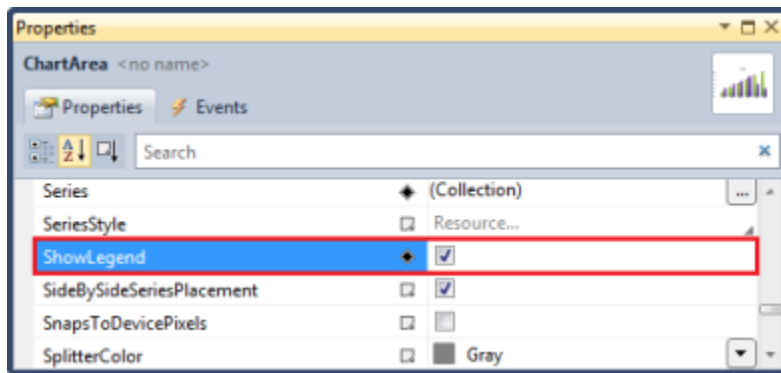 Properties
ChartArea <no name>
Properties Events
A Z Search
Series (Collection) ...
SeriesStyle Resource...
ShowLegend
SideBySideSeriesPlacement
SnapsToDevicePixels
SplitterColor Gray